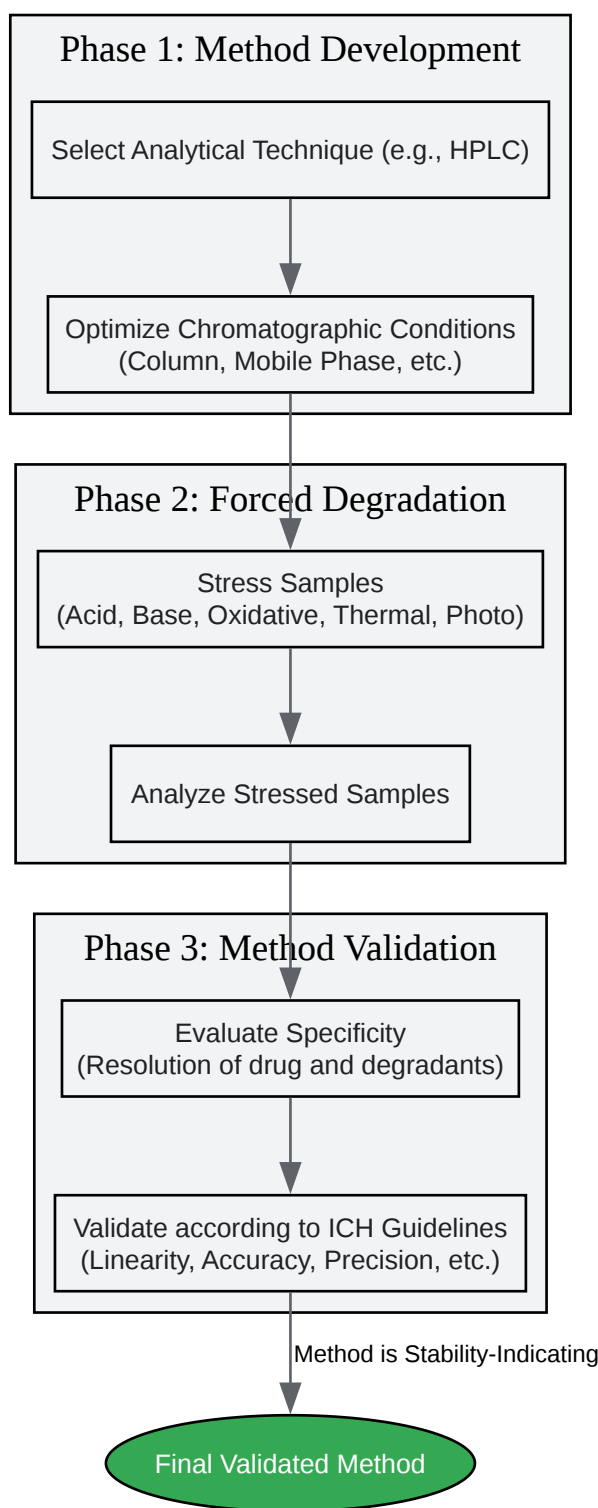 Phase 1: Method Development
Select Analytical Technique (e.g., HPLC)
Optimize Chromatographic Conditions
(Column, Mobile Phase, etc.)
Phase 2: Forced Degradation
Stress Samples
(Acid, Base, Oxidative, Thermal, Photo)
Analyze Stressed Samples
Phase 3: Method Validation
Evaluate Specificity
(Resolution of drug and degradants)
Validate according to ICH Guidelines
(Linearity, Accuracy, Precision, etc.)
Method is Stability-Indicating
Final Validated Method